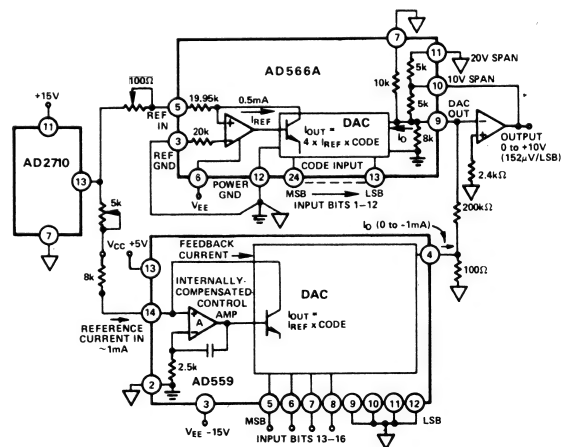 7
11
20V SPAN
100Ω
AD566A
5k
10k
10V SPAN
10
+15V
19.95k
0.5mA
5k
DAC
OUT
REF
IN
5
IREF
DAC
9
11
20k
IOUT =
4 × IREF × CODE
IO
8k
OUTPUT
0 to +10V
(152μV/LSB)
AD2710
3
REF
GND
CODE INPUT
13
6
POWER
GND
12
24
13
2.4k
VEE
MSB
LSB
INPUT BITS 1–12
200kΩ
5k
7
IO (0 to -1mA)
VCC +5V
FEEDBACK
CURRENT
4
8k
13
INTERNALLY-
COMPENSATED-
CONTROL
AMP
DAC
100Ω
14
A
IOUT =
IREF × CODE
REFERENCE
CURRENT IN
~1mA
2.5k
2
AD559
3
5
6
7
8
9
10
11
12
MSB
LSB
VEE -15V
INPUT BITS 13–16